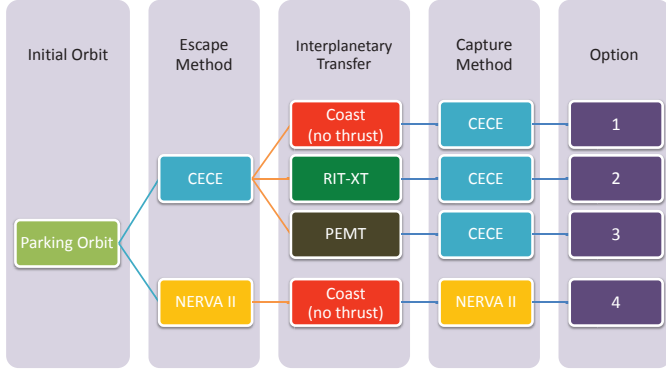 Initial Orbit
Escape
Method
Interplanetary
Transfer
Capture
Method
Option
Coast
(no thrust)
CECE
1
CECE
RIT-XT
CECE
2
PEMT
CECE
3
Parking Orbit
NERVA II
Coast
(no thrust)
NERVA II
4